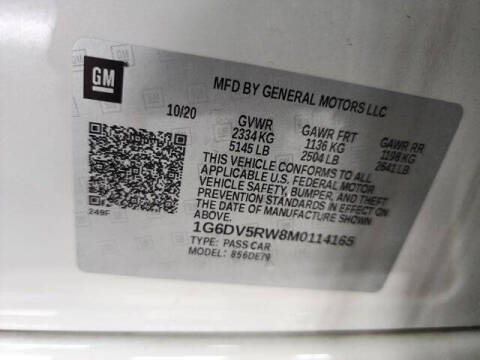 GM
MFD BY GENERAL MOTORS LLC
10/20
GVWR GAWR FRT GAWR RR
2334 KG 1136 KG 1198 KG
5145 LB 2504 LB 2641 LB
THIS VEHICLE CONFORMS TO ALL
APPLICABLE U.S. FEDERAL MOTOR
VEHICLE SAFETY, BUMPER, AND THEFT
PREVENTION STANDARDS IN EFFECT ON
THE DATE OF MANUFACTURE SHOWN
ABOVE.
249F
1G6DV5RW8M0114165
TYPE: PASS CAR
MODEL: 856DE79